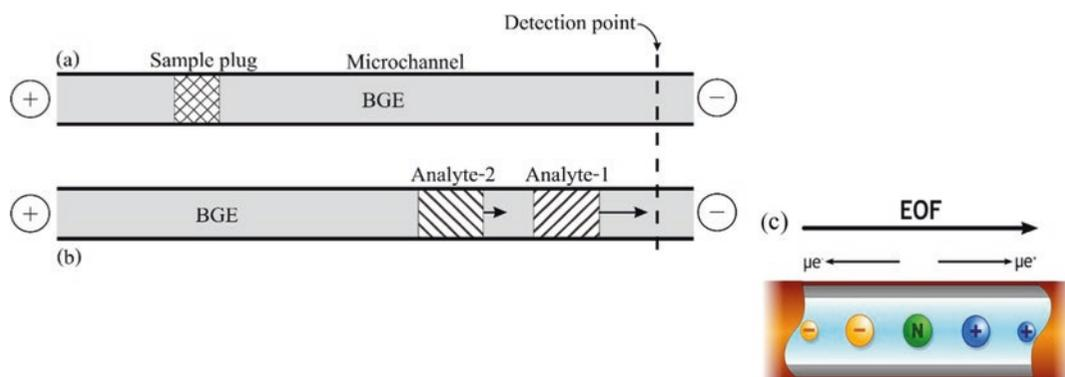 Detection point
(a)
Sample plug
Microchannel
+
BGE
−
Analyte-2
Analyte-1
+
BGE
−
(b)
(c)
EOF
μe-
μe+
−
−
N
+
+